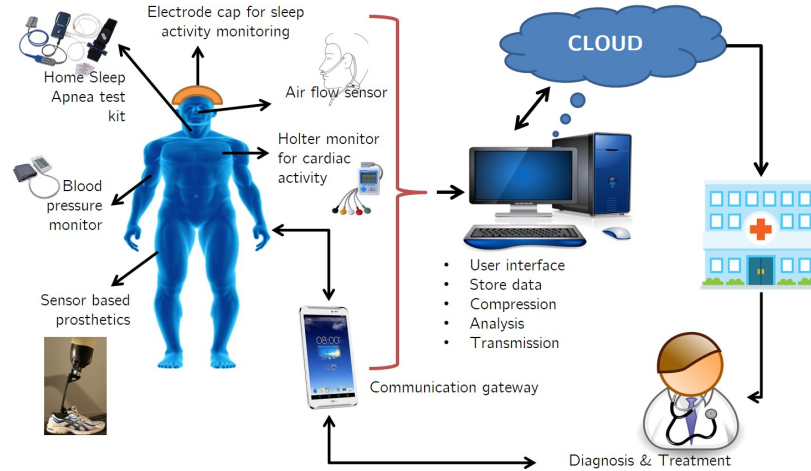 Electrode cap for sleep
activity monitoring
CLOUD
Home Sleep
Apnea test
kit
Air flow sensor
Holter monitor
for cardiac
activity
Blood
pressure
monitor
• User interface
• Store data
• Compression
• Analysis
• Transmission
Sensor based
prosthetics
08:00
Communication gateway
Diagnosis & Treatment